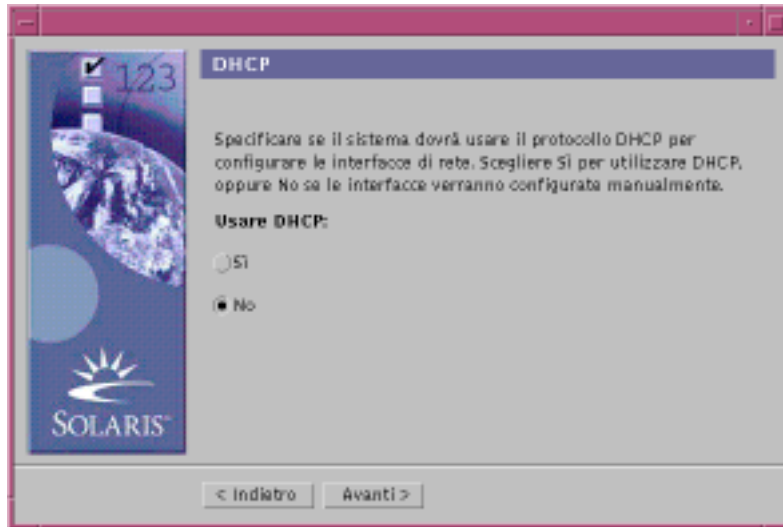 DHCP
123
Specificare se il sistema dovrà usare il protocollo DHCP per
configurare le interfacce di rete. Scegliere Sì per utilizzare DHCP,
oppure No se le interfacce verranno configurate manualmente.
Usare DHCP:
Sì
No
SOLARIS™
< Indietro
Avanti >